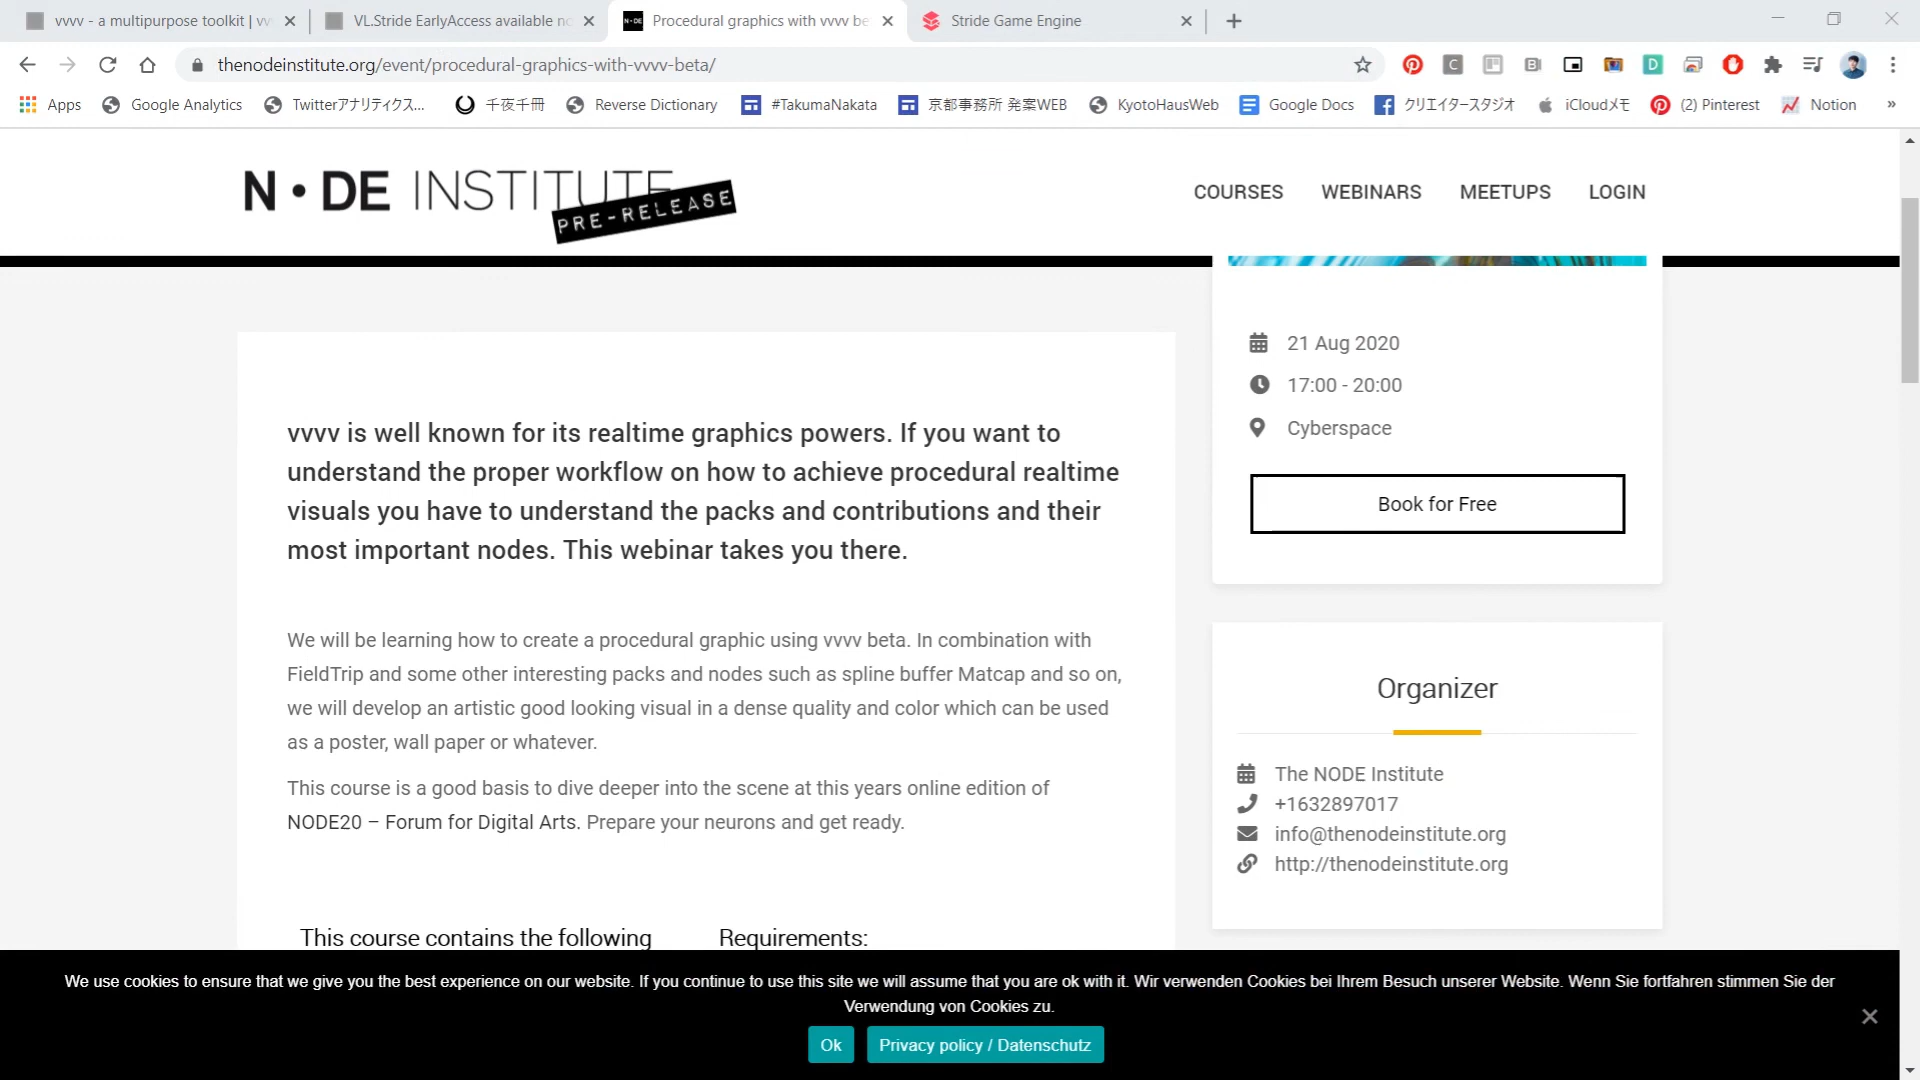 vvvv - a multipurpose toolkit | vv
VL.Stride EarlyAccess available no
Procedural graphics with vvvv be
Stride Game Engine
thenodeinstitute.org/event/procedural-graphics-with-vvvv-beta/
Apps
Google Analytics
Twitterアナリティクス...
千夜千冊
Reverse Dictionary
#TakumaNakata
京都事務所 発案WEB
KyotoHausWeb
Google Docs
クリエイタースタジオ
iCloudメモ
(2) Pinterest
Notion
»
N•DE INSTITUTE
PRE-RELEASE
COURSES
WEBINARS
MEETUPS
LOGIN
21 Aug 2020
17:00 - 20:00
Cyberspace
Book for Free
vvvv is well known for its realtime graphics powers. If you want to
understand the proper workflow on how to achieve procedural realtime
visuals you have to understand the packs and contributions and their
most important nodes. This webinar takes you there.
We will be learning how to create a procedural graphic using vvvv beta. In combination with
FieldTrip and some other interesting packs and nodes such as spline buffer Matcap and so on,
we will develop an artistic good looking visual in a dense quality and color which can be used
as a poster, wall paper or whatever.
This course is a good basis to dive deeper into the scene at this years online edition of
NODE20 – Forum for Digital Arts. Prepare your neurons and get ready.
Organizer
The NODE Institute
+1632897017
info@thenodeinstitute.org
http://thenodeinstitute.org
This course contains the following
Requirements:
We use cookies to ensure that we give you the best experience on our website. If you continue to use this site we will assume that you are ok with it. Wir verwenden Cookies bei Ihrem Besuch unserer Website. Wenn Sie fortfahren stimmen Sie der
Verwendung von Cookies zu.
Ok
Privacy policy / Datenschutz